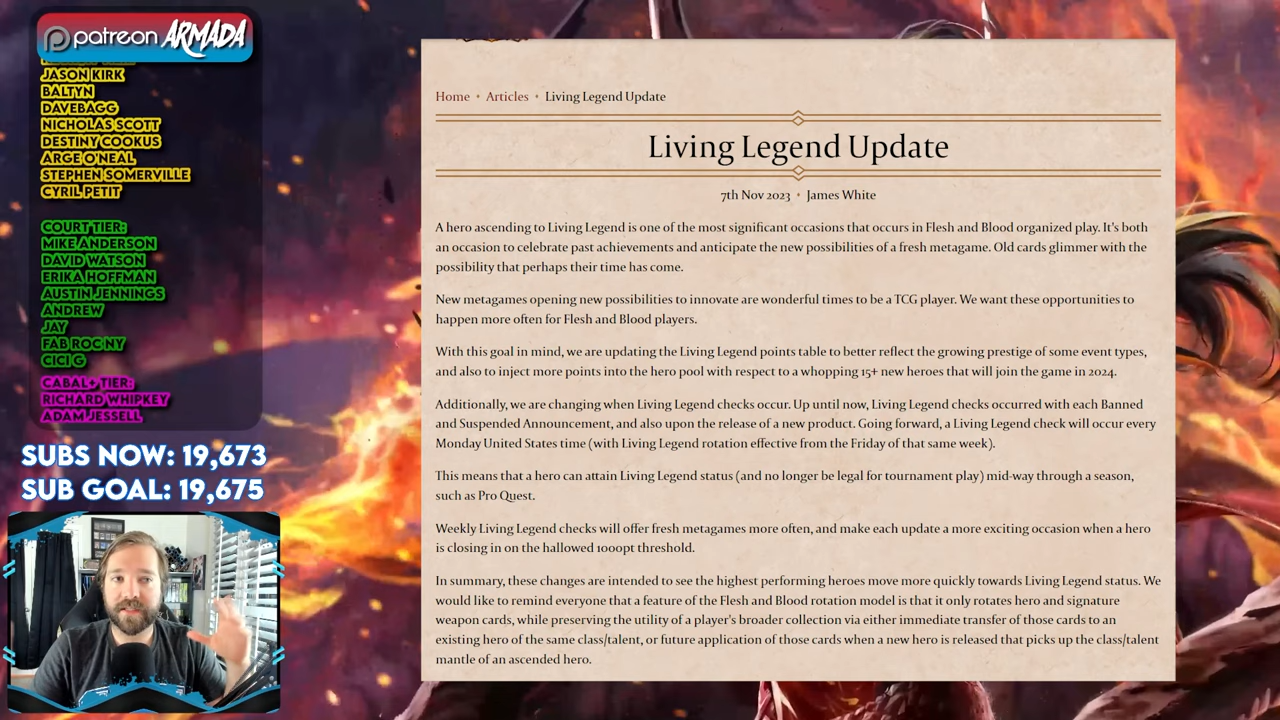 patreon ARMADA
JASON KIRK
BALTYN
DAVEBAGG
NICHOLAS SCOTT
DESTINY COOKUS
ARGE O'NEAL
STEPHEN SOMERVILLE
CYRIL PETIT
COURT TIER:
MIKE ANDERSON
DAVID WATSON
ERIKA HOFFMAN
AUSTIN JENNINGS
ANDREW
JAY
FAB ROC NY
CICI G
CABAL+ TIER:
RICHARD WHIPKEY
ADAM JESSELL
SUBS NOW: 19,673
SUB GOAL: 19,675
Home • Articles • Living Legend Update
Living Legend Update
7th Nov 2023 • James White
A hero ascending to Living Legend is one of the most significant occasions that occurs in Flesh and Blood organized play. It's both
an occasion to celebrate past achievements and anticipate the new possibilities of a fresh metagame. Old cards glimmer with the
possibility that perhaps their time has come.
New metagames opening new possibilities to innovate are wonderful times to be a TCG player. We want these opportunities to
happen more often for Flesh and Blood players.
With this goal in mind, we are updating the Living Legend points table to better reflect the growing prestige of some event types,
and also to inject more points into the hero pool with respect to a whopping 15+ new heroes that will join the game in 2024.
Additionally, we are changing when Living Legend checks occur. Up until now, Living Legend checks occurred with each Banned
and Suspended Announcement, and also upon the release of a new product. Going forward, a Living Legend check will occur every
Monday United States time (with Living Legend rotation effective from the Friday of that same week).
This means that a hero can attain Living Legend status (and no longer be legal for tournament play) mid-way through a season,
such as Pro Quest.
Weekly Living Legend checks will offer fresh metagames more often, and make each update a more exciting occasion when a hero
is closing in on the hallowed 1000pt threshold.
In summary, these changes are intended to see the highest performing heroes move more quickly towards Living Legend status. We
would like to remind everyone that a feature of the Flesh and Blood rotation model is that it only rotates hero and signature
weapon cards, while preserving the utility of a player's broader collection via either immediate transfer of those cards to an
existing hero of the same class/talent, or future application of those cards when a new hero is released that picks up the class/talent
mantle of an ascended hero.